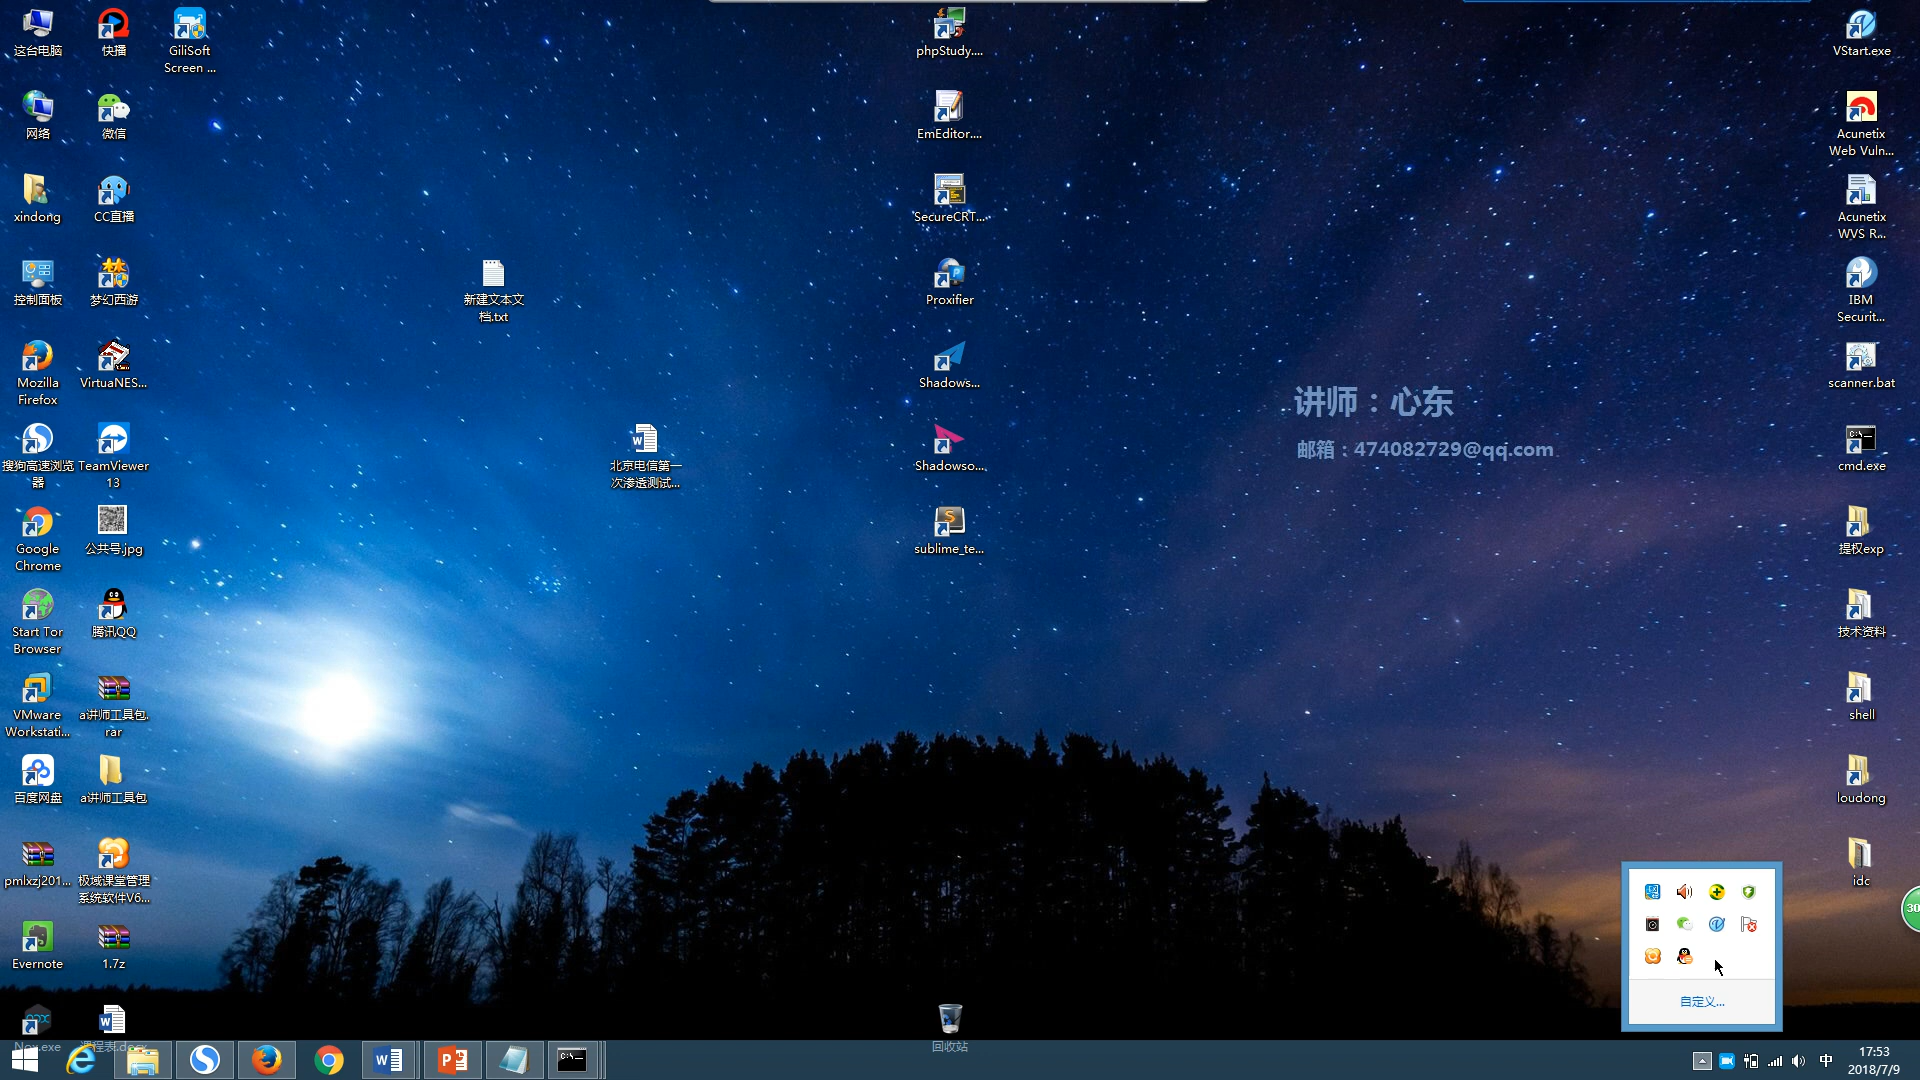 这台电脑
快播
GiliSoft
Screen ...
网络
微信
xindong
CC直播
控制面板
梦幻西游
Mozilla
Firefox
VirtuaNES...
搜狗高速浏览
器
TeamViewer
13
Google
Chrome
公共号.jpg
Start Tor
Browser
腾讯QQ
VMware
Workstati...
a讲师工具包.
rar
百度网盘
a讲师工具包
pmlxzj201...
极域课堂管理
系统软件V6...
Evernote
1.7z
Nox.exe
课程表.docx
新建文本文
档.txt
北京电信第一
次渗透测试...
phpStudy....
EmEditor....
SecureCRT...
Proxifier
Shadows...
Shadowso...
sublime_te...
回收站
讲师：心东
邮箱：474082729@qq.com
VStart.exe
Acunetix
Web Vuln...
Acunetix
WVS R...
IBM
Securit...
scanner.bat
cmd.exe
提权exp
技术资料
shell
loudong
idc
30
自定义...
中
17:53
2018/7/9